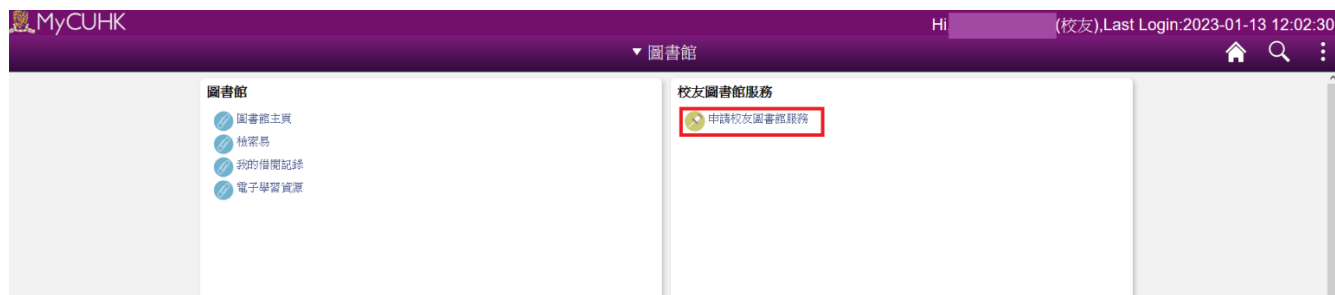 MyCUHK
Hi (校友),Last Login:2023-01-13 12:02:30
▼ 圖書館
圖書館
圖書館主頁
檢索易
我的借閱記錄
電子學習資源
校友圖書館服務
申請校友圖書館服務